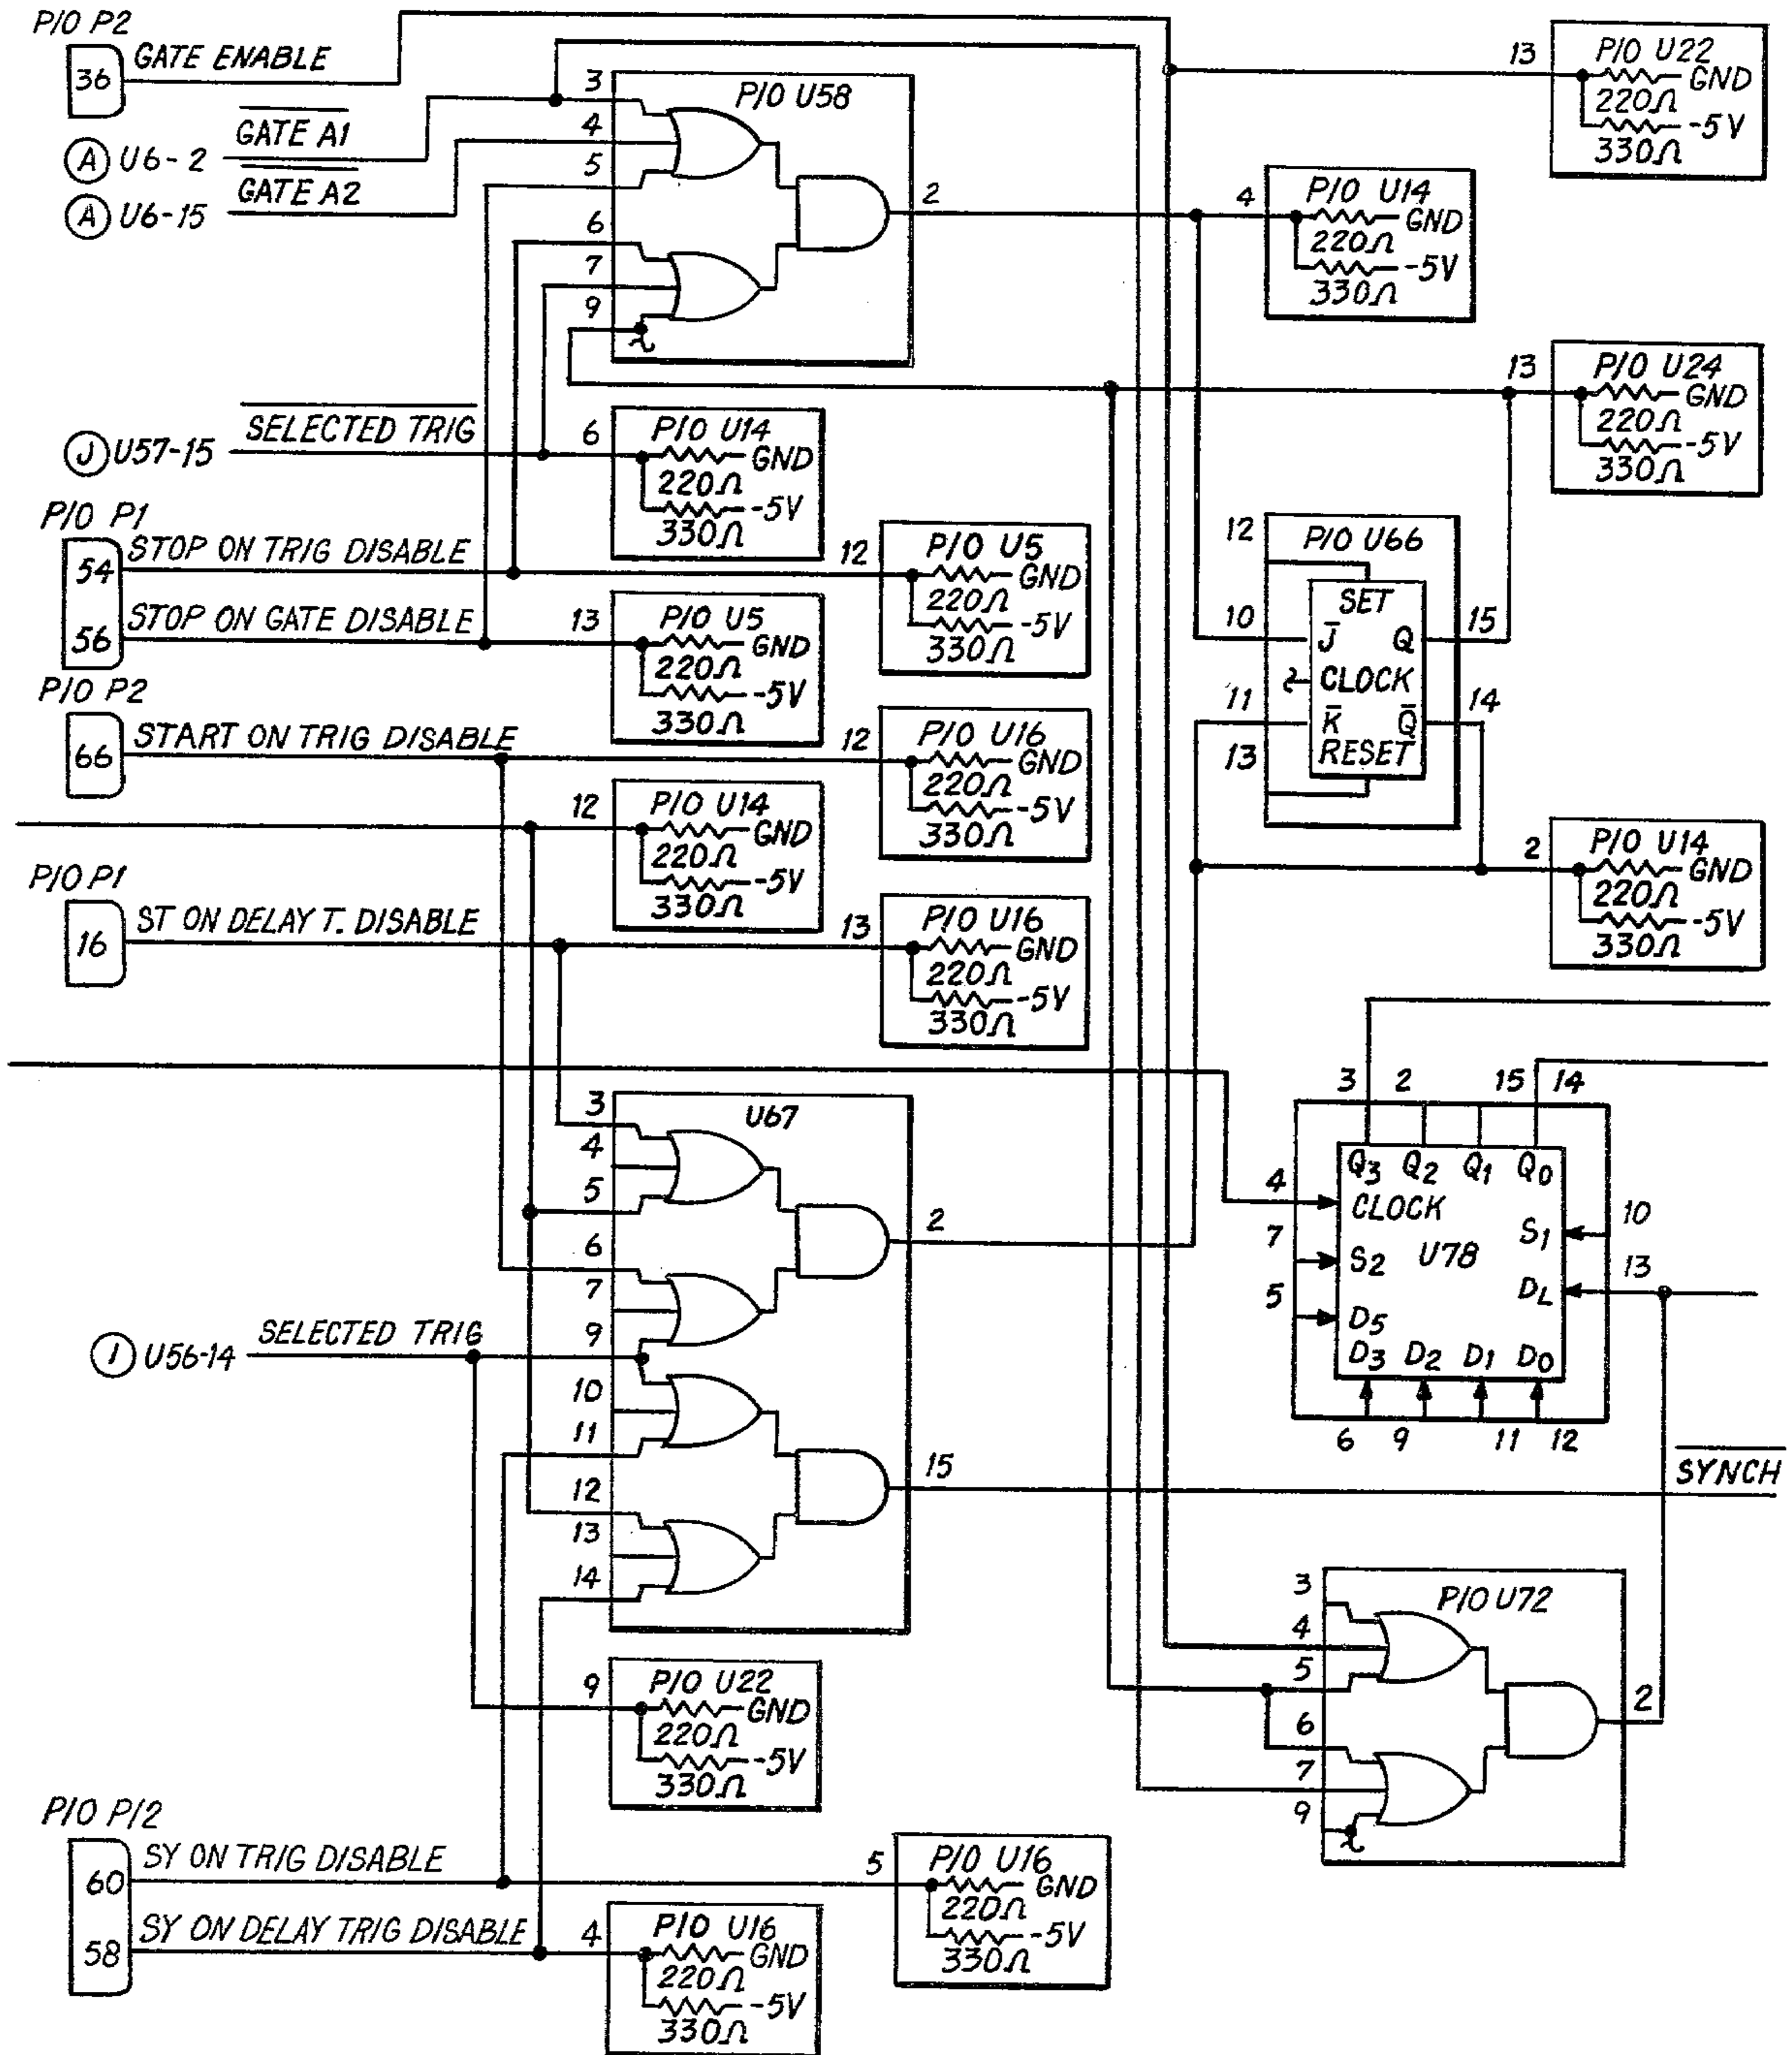 P/O P2
36
GATE ENABLE
GATE A1
A U6-2
GATE A2
A U6-15
3
4
5
6
7
9
P/O U58
2
13
P/O U22
GND
220Ω
-5V
330Ω
4
P/O U14
GND
220Ω
-5V
330Ω
13
P/O U24
GND
220Ω
-5V
330Ω
SELECTED TRIG
J U57-15
6
P/O U14
GND
220Ω
-5V
330Ω
P/O P1
54
STOP ON TRIG DISABLE
12
P/O U5
GND
220Ω
-5V
330Ω
56
STOP ON GATE DISABLE
13
P/O U5
GND
220Ω
-5V
330Ω
12
P/O U66
SET
10
J̄
Q
15
CLOCK
11
K̄
Q̄
14
13
RESET
P/O P2
66
START ON TRIG DISABLE
12
P/O U16
GND
220Ω
-5V
330Ω
12
P/O U14
GND
220Ω
-5V
330Ω
2
P/O U14
GND
220Ω
-5V
330Ω
P/O P1
16
ST ON DELAY T. DISABLE
13
P/O U16
GND
220Ω
-5V
330Ω
3
4
5
6
7
9
10
11
12
13
14
U67
2
15
I U56-14
SELECTED TRIG
3 2 15 14
Q3 Q2 Q1 Q0
4
CLOCK
10
S1
7
S2
U78
13
DL
5
D5
D3 D2 D1 D0
6 9 11 12
SYNCH
9
P/O U22
GND
220Ω
-5V
330Ω
3
4
5
6
7
9
P/O U72
2
P/O P/2
60
SY ON TRIG DISABLE
5
P/O U16
GND
220Ω
-5V
330Ω
58
SY ON DELAY TRIG DISABLE
4
P/O U16
GND
220Ω
-5V
330Ω